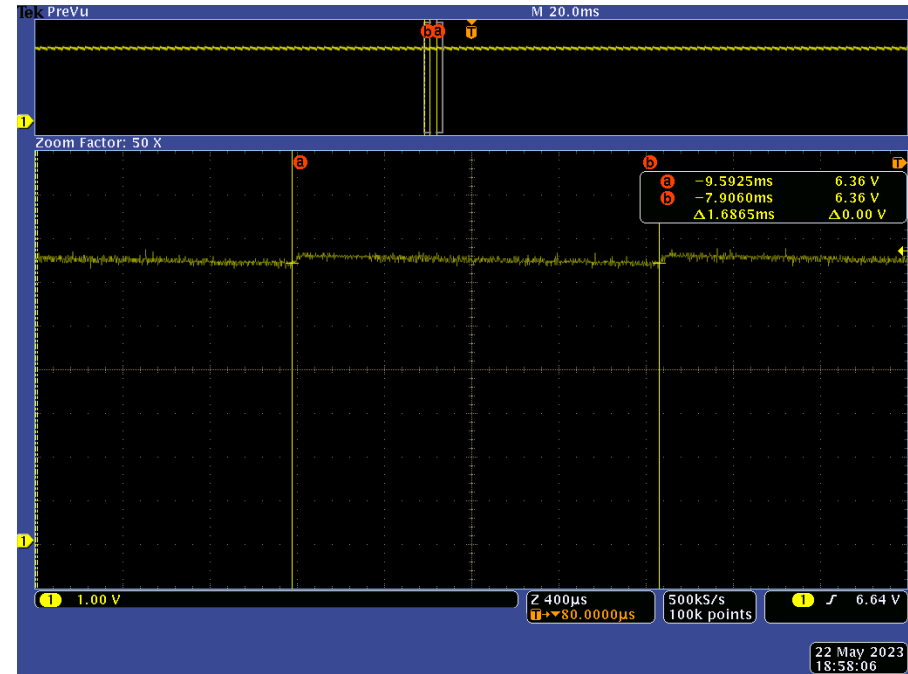 Tek PreVu M 20.0ms
b a T
1
Zoom Factor: 50 X
a b T
a −9.5925ms 6.36 V
b −7.9060ms 6.36 V
Δ1.6865ms Δ0.00 V
1
1 1.00 V Z 400µs 500kS/s 1 6.64 V
T→▼80.0000µs 100k points
22 May 2023
18:58:06